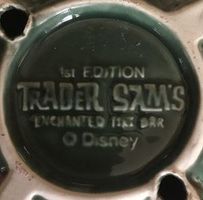 1st EDITION
TRADER SAM'S
ENCHANTED TIKI BAR
© Disney